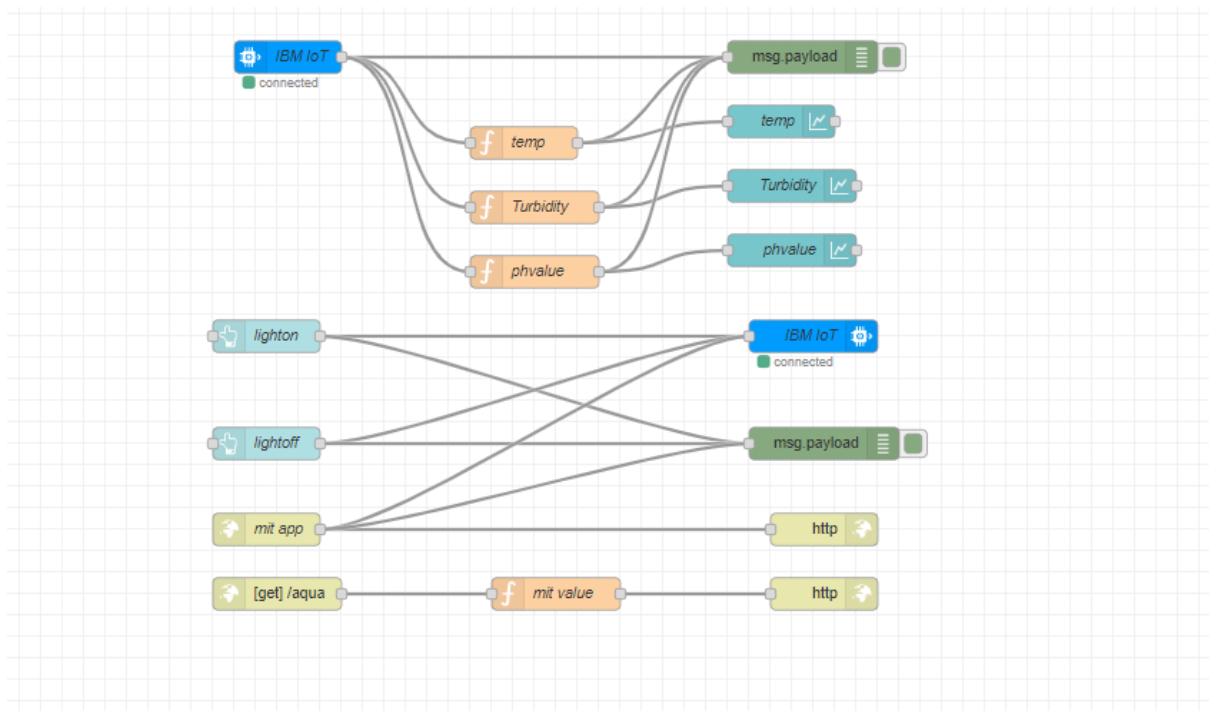 IBM IoT
msg.payload
connected
temp
temp
Turbidity
Turbidity
phvalue
phvalue
lighton
IBM IoT
connected
lightoff
msg.payload
mit app
http
[get] /aqua
mit value
http